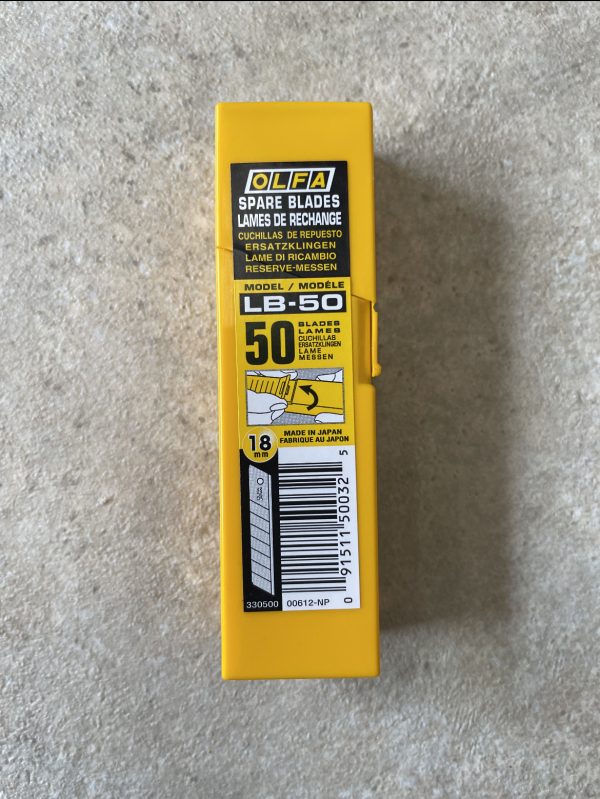 OLFA
SPARE BLADES
LAMES DE RECHANGE
CUCHILLAS DE REPUESTO
ERSATZKLINGEN
LAME DI RICAMBIO
RESERVE-MESSEN
MODEL / MODÈLE
LB-50
50
BLADES
LAMES
CUCHILLAS
ERSATZKLINGEN
LAME
MESSEN
MADE IN JAPAN
FABRIQUE AU JAPON
18
mm
OLFA
0 91511 50032 5
330500
00612-NP